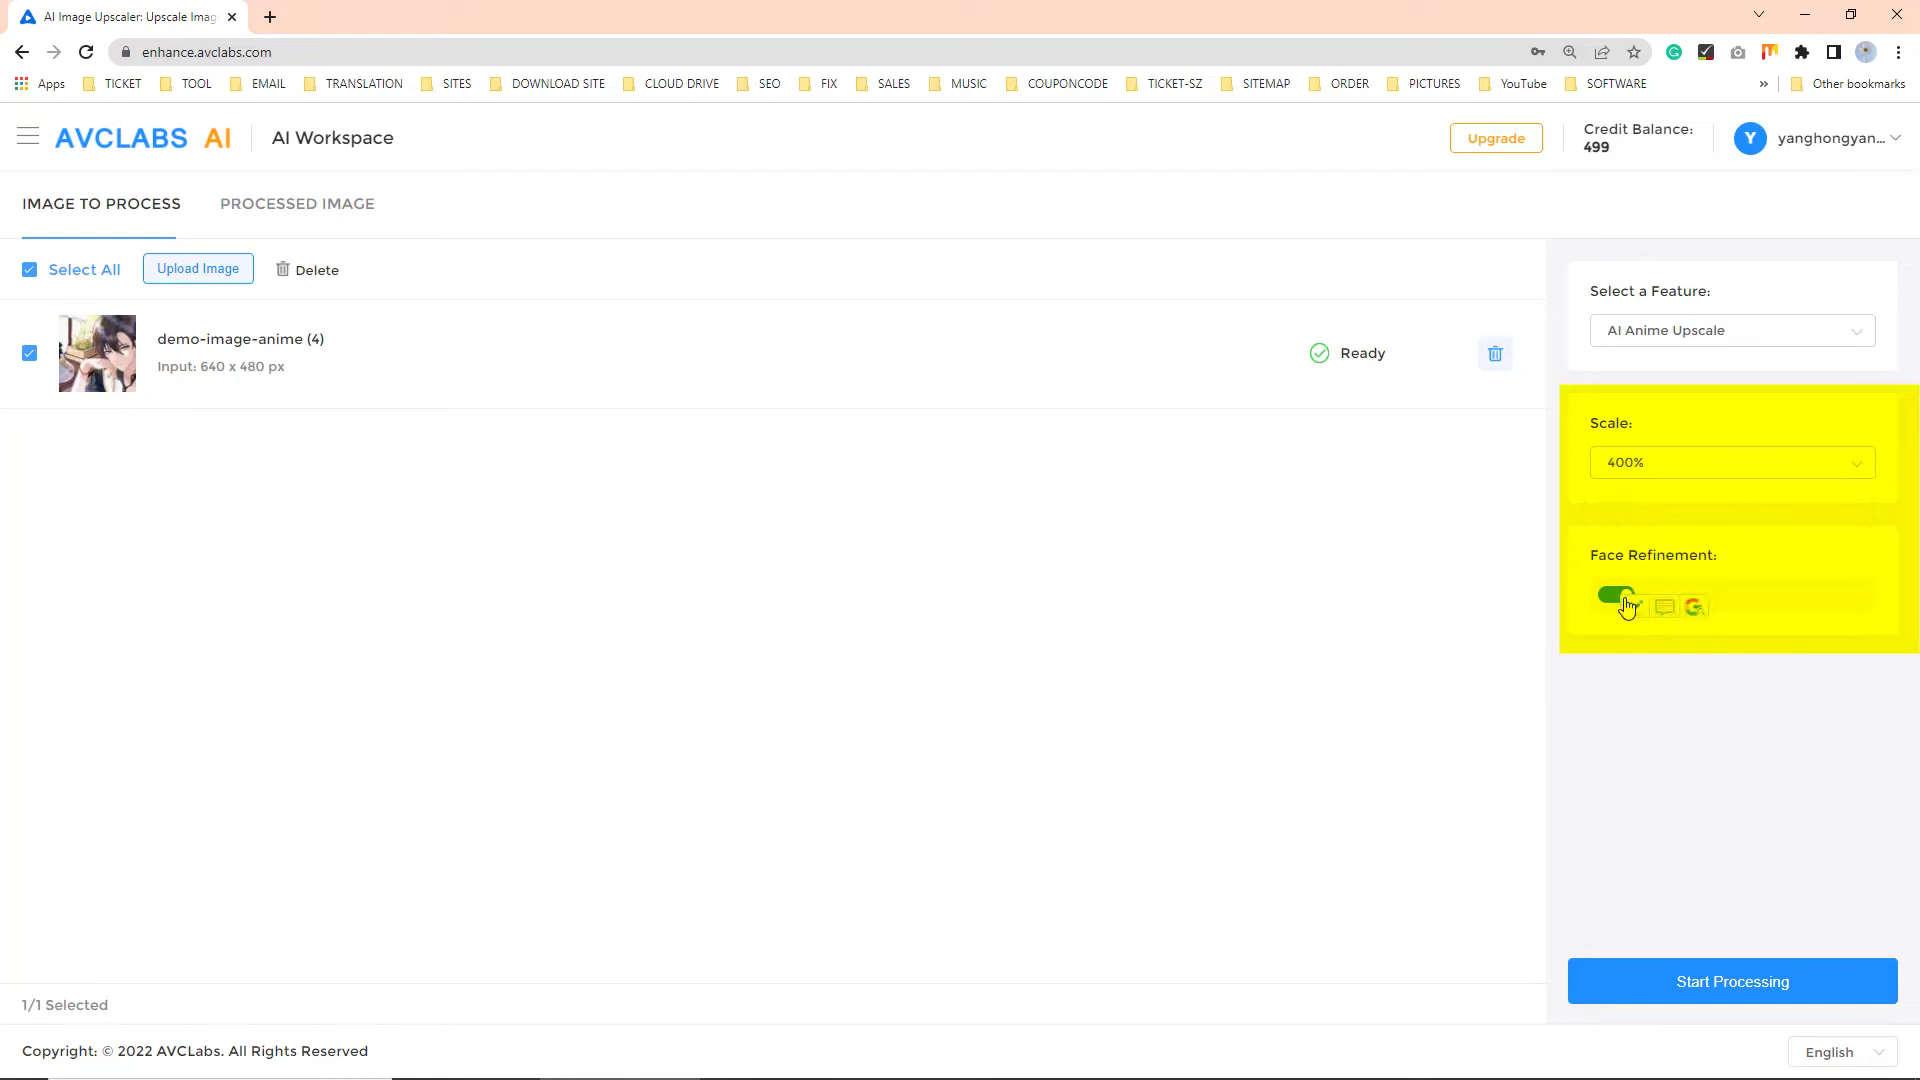 AI Image Upscaler: Upscale Imag
enhance.avclabs.com
Apps TICKET TOOL EMAIL TRANSLATION SITES DOWNLOAD SITE CLOUD DRIVE SEO FIX SALES MUSIC COUPONCODE TICKET-SZ SITEMAP ORDER PICTURES YouTube SOFTWARE » Other bookmarks
AVCLABS AI AI Workspace
Upgrade
Credit Balance:
499
Y yanghongyan...
IMAGE TO PROCESS PROCESSED IMAGE
Select All Upload Image Delete
demo-image-anime (4)
Input: 640 x 480 px
Ready
Select a Feature:
AI Anime Upscale
Scale:
400%
Face Refinement:
Start Processing
1/1 Selected
Copyright: © 2022 AVCLabs. All Rights Reserved
English